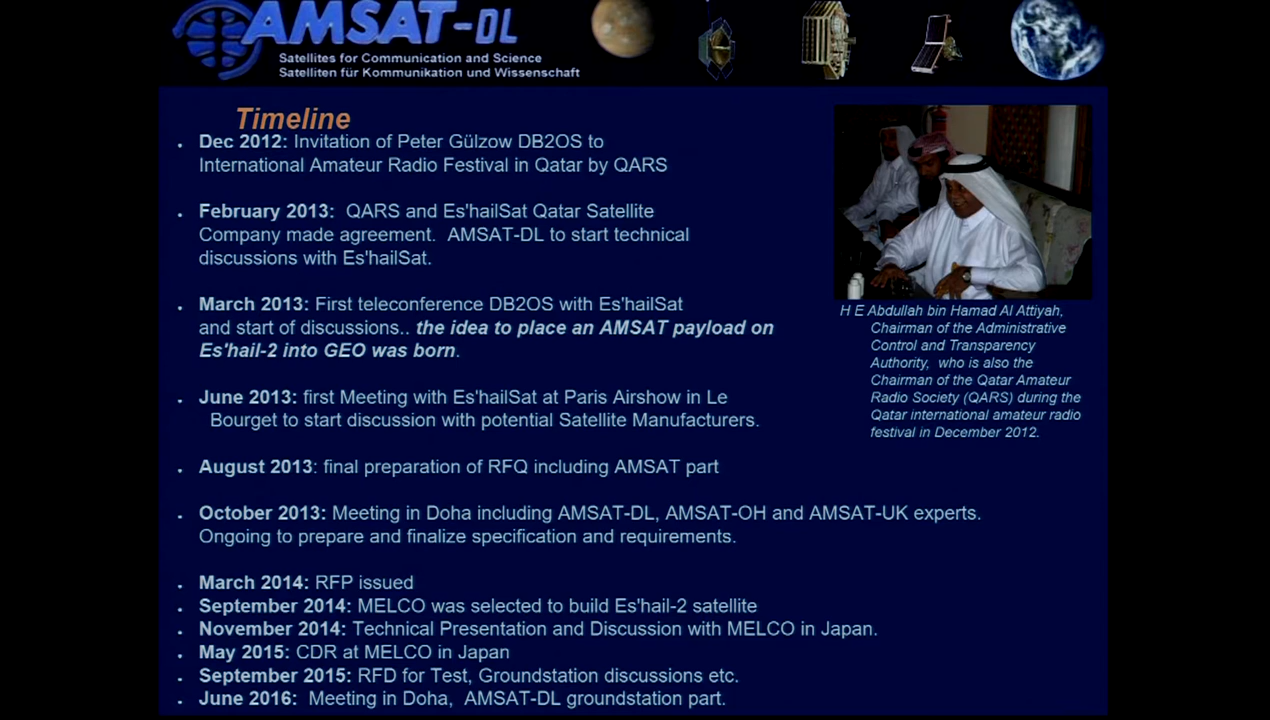 AMSAT-DL
Satellites for Communication and Science
Satelliten für Kommunikation und Wissenschaft
Timeline
• Dec 2012: Invitation of Peter Gülzow DB2OS to
International Amateur Radio Festival in Qatar by QARS
• February 2013: QARS and Es'hailSat Qatar Satellite
Company made agreement. AMSAT-DL to start technical
discussions with Es'hailSat.
• March 2013: First teleconference DB2OS with Es'hailSat
and start of discussions.. the idea to place an AMSAT payload on
Es'hail-2 into GEO was born.
• June 2013: first Meeting with Es'hailSat at Paris Airshow in Le
Bourget to start discussion with potential Satellite Manufacturers.
• August 2013: final preparation of RFQ including AMSAT part
• October 2013: Meeting in Doha including AMSAT-DL, AMSAT-OH and AMSAT-UK experts.
Ongoing to prepare and finalize specification and requirements.
• March 2014: RFP issued
• September 2014: MELCO was selected to build Es'hail-2 satellite
• November 2014: Technical Presentation and Discussion with MELCO in Japan.
• May 2015: CDR at MELCO in Japan
• September 2015: RFD for Test, Groundstation discussions etc.
• June 2016: Meeting in Doha, AMSAT-DL groundstation part.
H E Abdullah bin Hamad Al Attiyah,
Chairman of the Administrative
Control and Transparency
Authority, who is also the
Chairman of the Qatar Amateur
Radio Society (QARS) during the
Qatar international amateur radio
festival in December 2012.